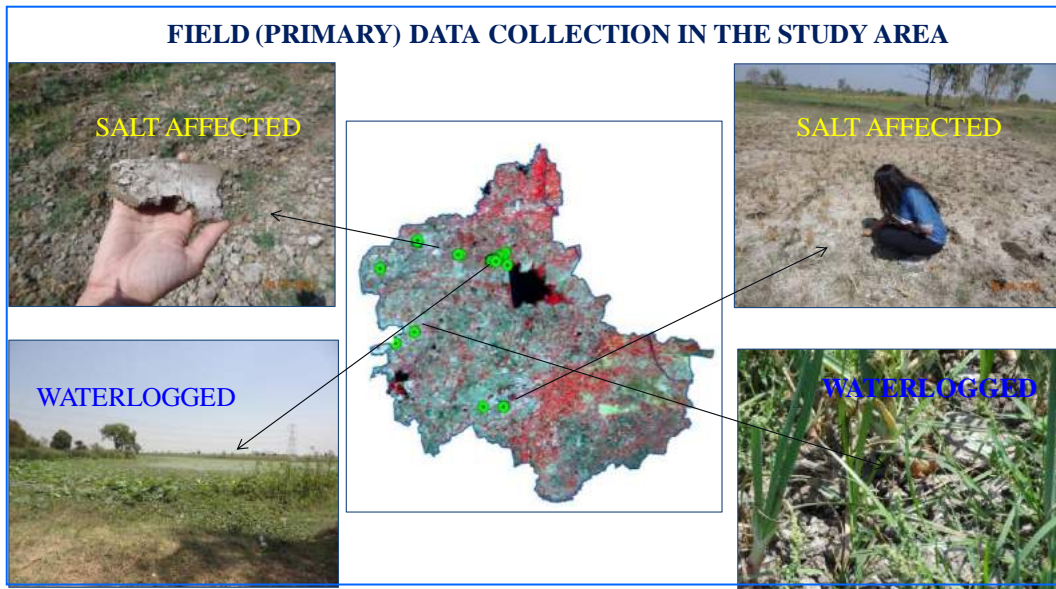 FIELD (PRIMARY) DATA COLLECTION IN THE STUDY AREA
SALT AFFECTED
SALT AFFECTED
WATERLOGGED
WATERLOGGED